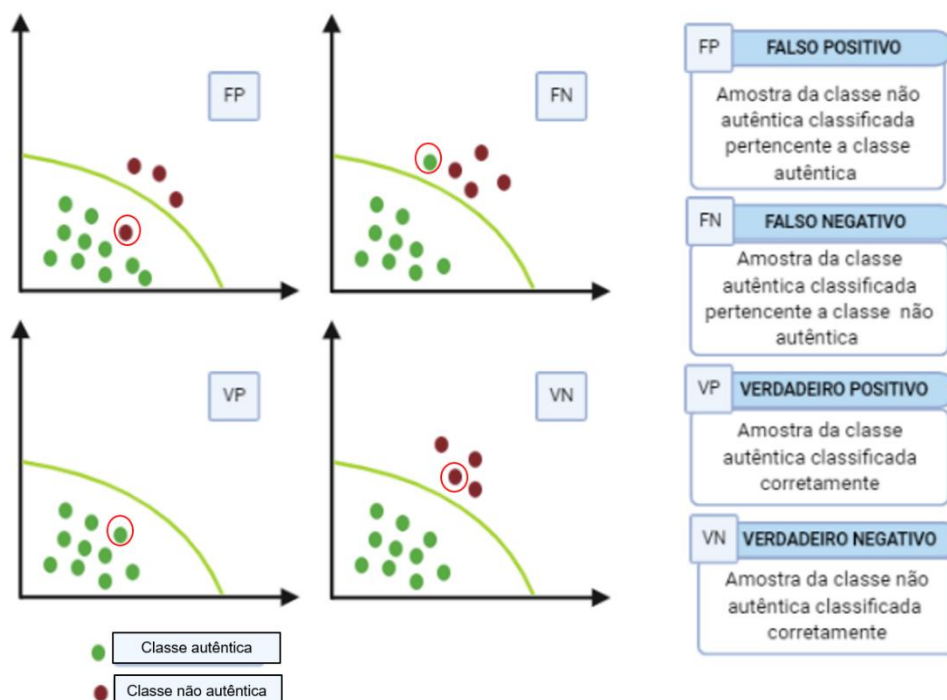 FP
FN
VP
VN
Classe autêntica
Classe não autêntica
FP
FALSO POSITIVO
Amostra da classe não
autêntica classificada
pertencente a classe
autêntica
FN
FALSO NEGATIVO
Amostra da classe
autêntica classificada
pertencente a classe não
autêntica
VP
VERDADEIRO POSITIVO
Amostra da classe
autêntica classificada
corretamente
VN
VERDADEIRO NEGATIVO
Amostra da classe não
autêntica classificada
corretamente